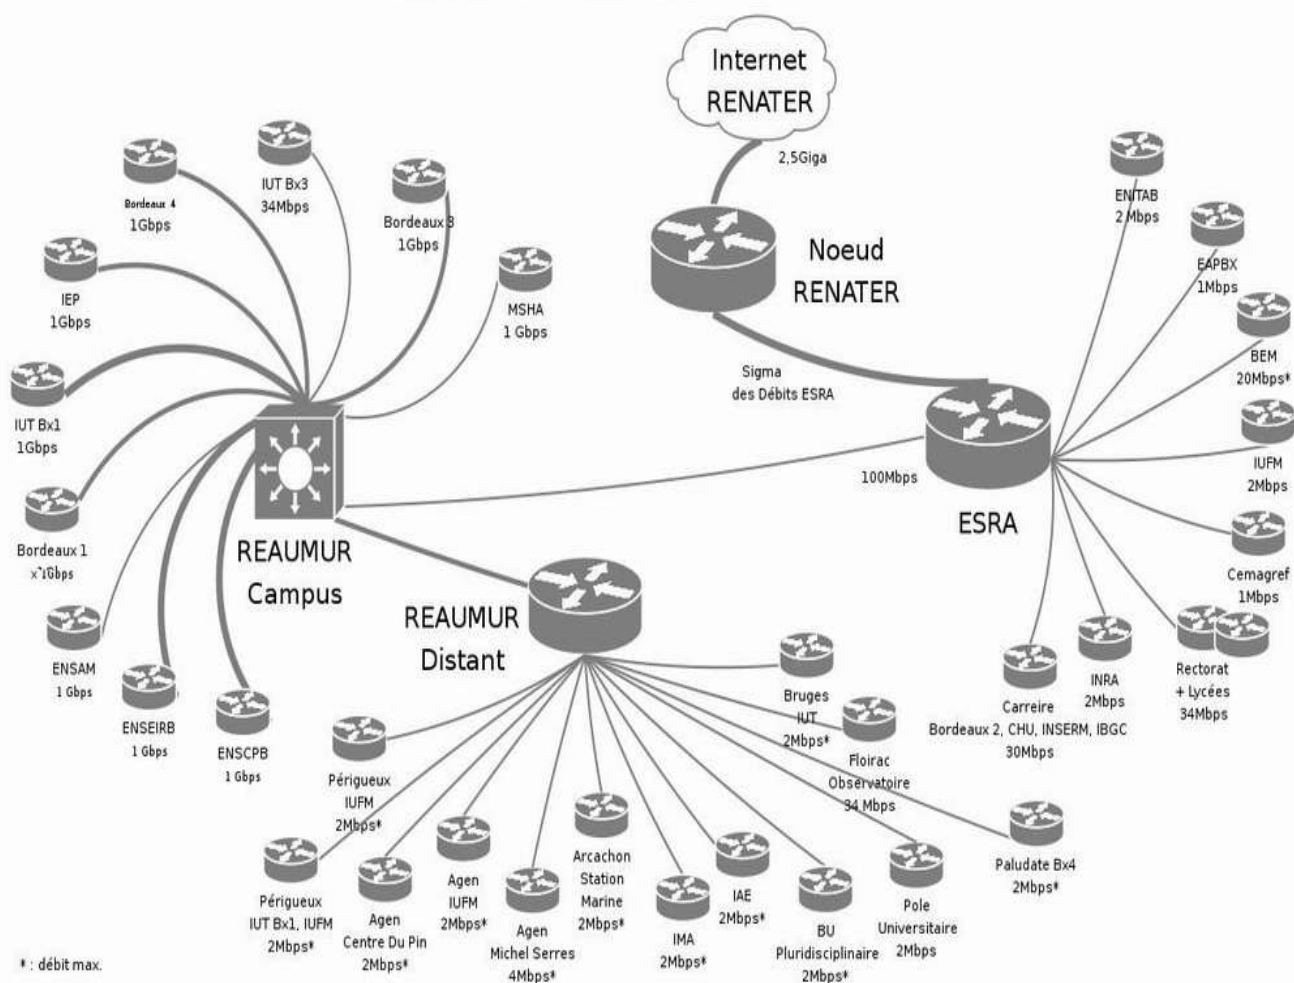 Internet
RENATER
2,5Giga
Noeud
RENATER
Sigma
des Débits ESRA
ESRA
100Mbps
IUT Bx3
34Mbps
Bordeaux 4
1Gbps
Bordeaux 3
1Gbps
IEP
1Gbps
MSHA
1 Gbps
IUT Bx1
1Gbps
Bordeaux 1
1Gbps
ENSAM
1 Gbps
ENSEIRB
1 Gbps
ENSCPB
1 Gbps
REAUMUR
Campus
REAUMUR
Distant
ENITAB
2 Mbps
EAPBX
1Mbps
BEM
20Mbps*
IUFM
2Mbps
Cemagref
1Mbps
Rectorat
+ Lycées
34Mbps
INRA
2Mbps
Carreire
Bordeaux 2, CHU, INSERM, IBGC
30Mbps
Bruges
IUT
2Mbps*
Floirac
Observatoire
34 Mbps
Périgueux
IUFM
2Mbps*
Périgueux
IUT Bx1, IUFM
2Mbps*
Agen
Centre Du Pin
2Mbps*
Agen
IUFM
2Mbps*
Agen
Michel Serres
4Mbps*
Arcachon
Station
Marine
2Mbps*
IMA
2Mbps*
IAE
2Mbps*
BU
Pluridisciplinaire
2Mbps*
Pole
Universitaire
2Mbps
Paludate Bx4
2Mbps*
* : débit max.